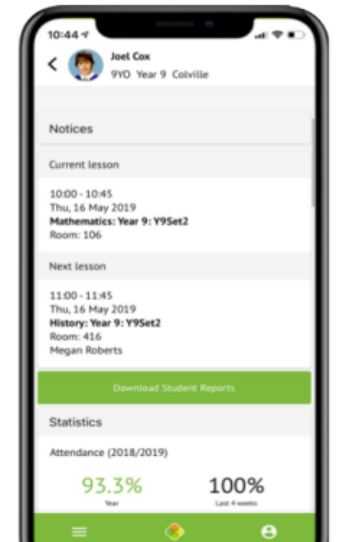 10:44
Joel Cox
9YO Year 9 Colville
Notices
Current lesson
10:00 - 10:45
Thu, 16 May 2019
Mathematics: Year 9: Y9Set2
Room: 106
Next lesson
11:00 - 11:45
Thu, 16 May 2019
History: Year 9: Y9Set2
Room: 416
Megan Roberts
Download Student Reports
Statistics
Attendance (2018/2019)
93.3% 100%
Year Last 4 weeks